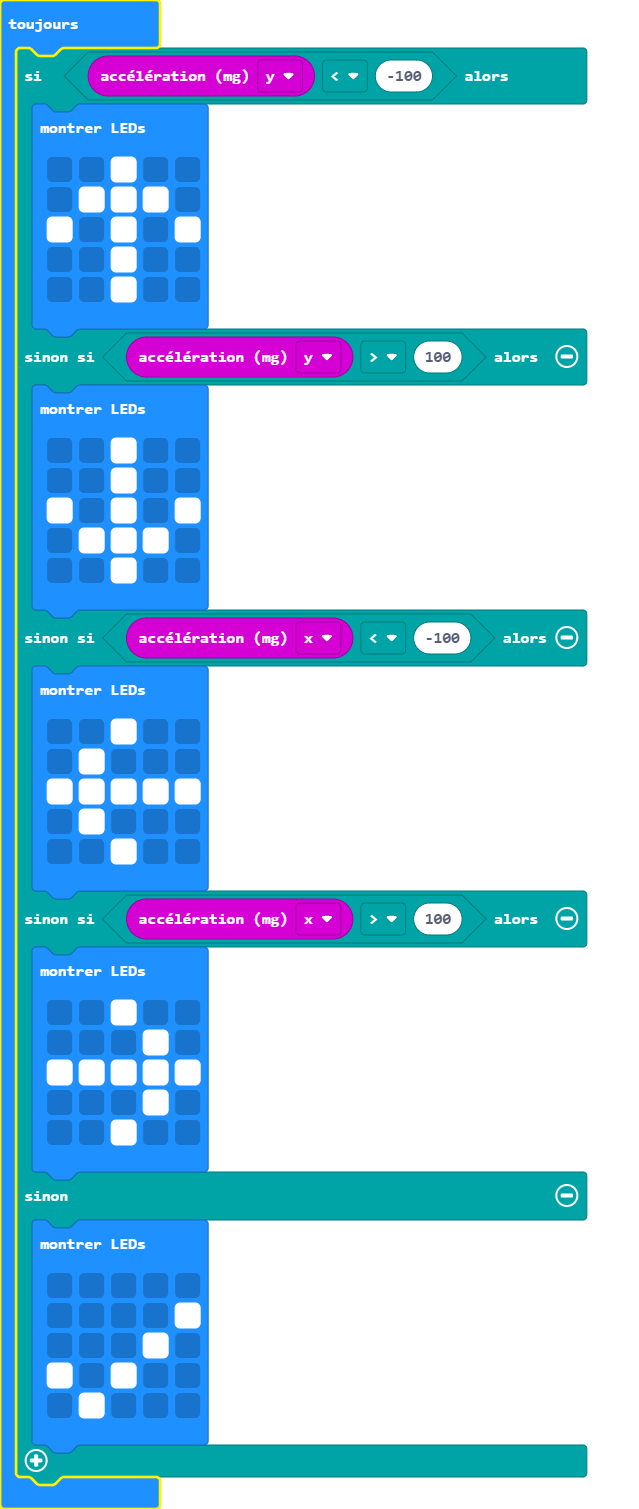 toujours
si accélération (mg) y < -100 alors
montrer LEDs
sinon si accélération (mg) y > 100 alors
montrer LEDs
sinon si accélération (mg) x < -100 alors
montrer LEDs
sinon si accélération (mg) x > 100 alors
montrer LEDs
sinon
montrer LEDs